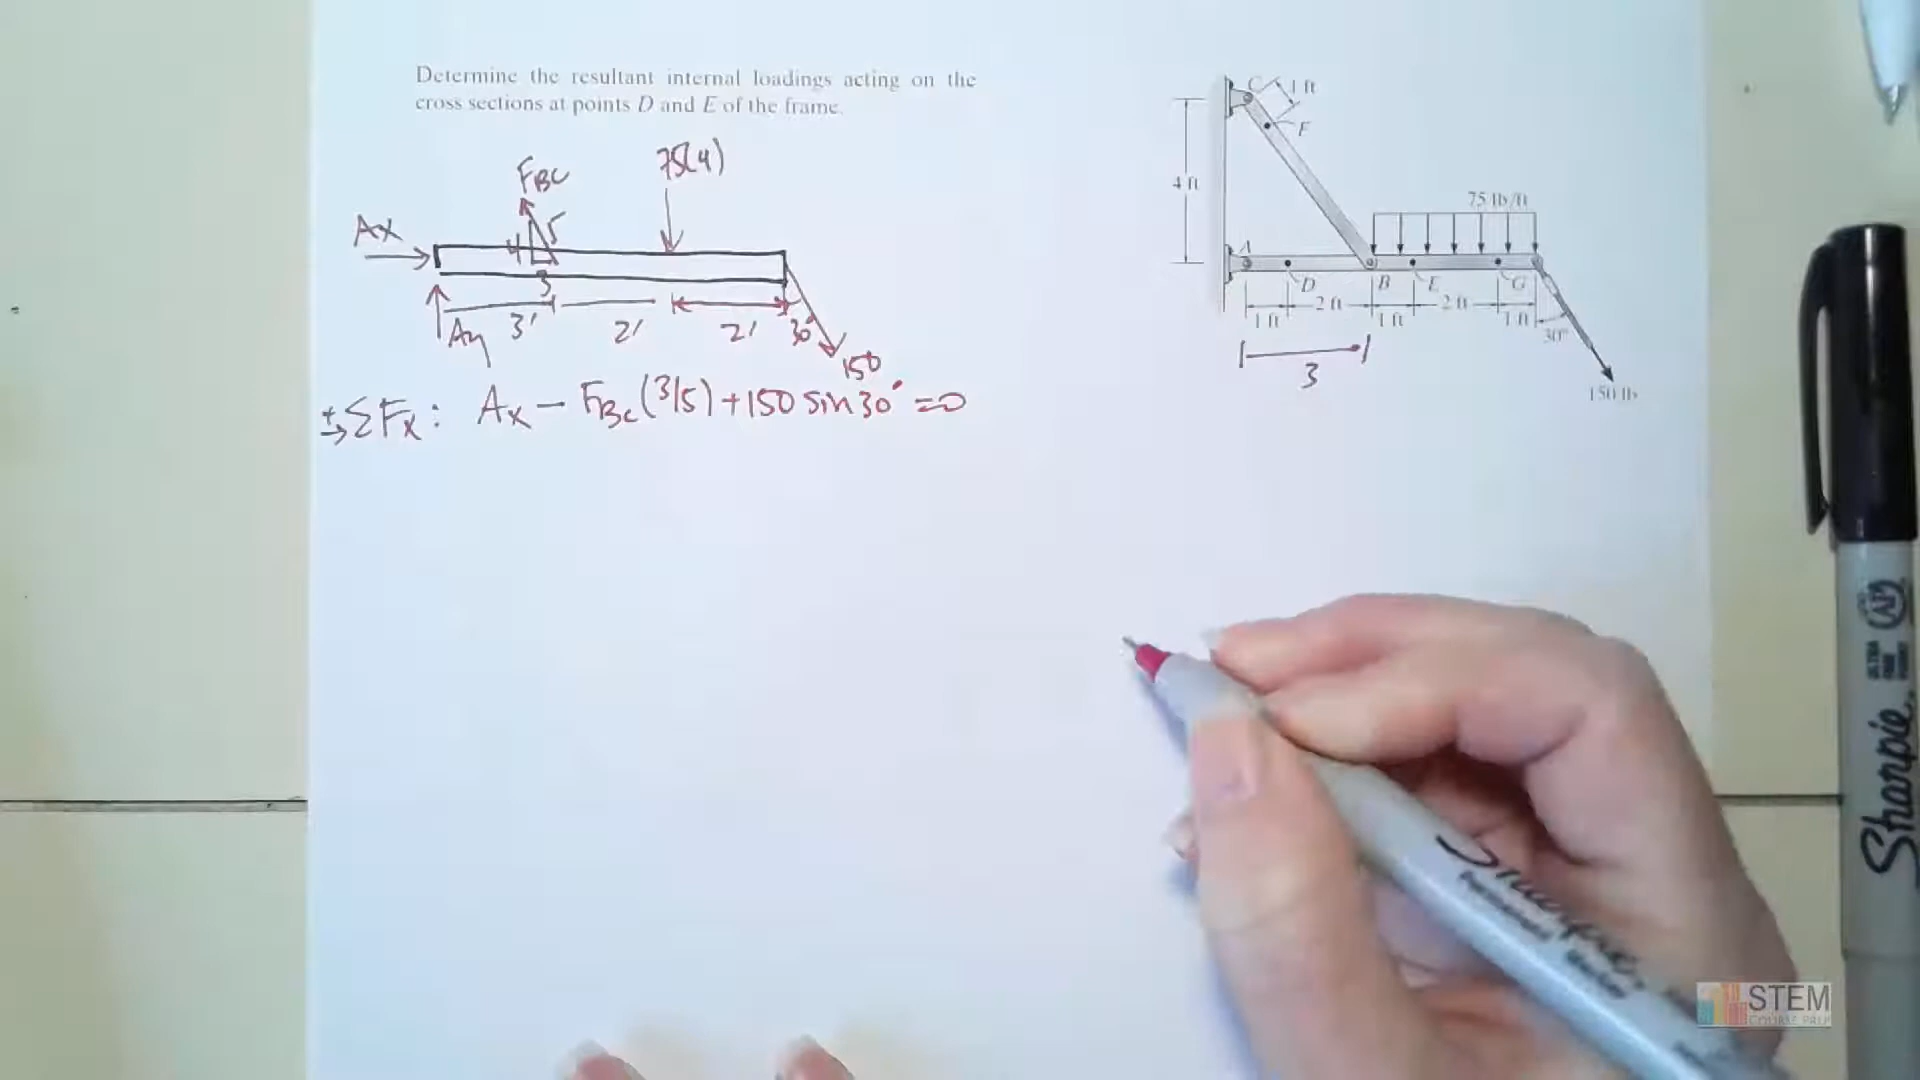 Determine the resultant internal loadings acting on the
cross sections at points D and E of the frame.
75(4)
FBC
Ax
4
5
3
Ay
3'
2'
2'
30°
150
+→ΣFx: Ax − FBC(3/5) + 150 sin 30° = 0
C
1 ft
F
4 ft
75 lb/ft
A
D
B
E
G
2 ft
2 ft
1 ft
1 ft
1 ft
30°
150 lb
3
Sharpie
Sharpie
STEM
COURSE PREP